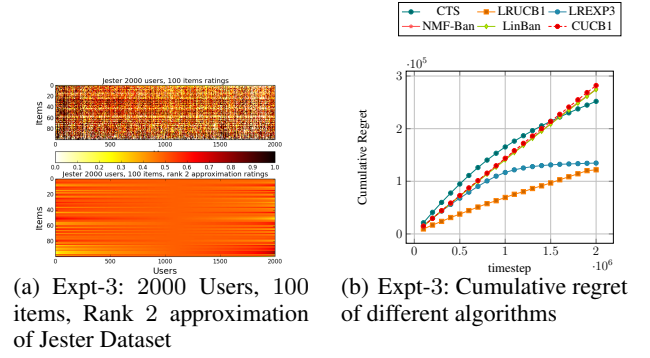 CTS LRUCB1 LREXP3
NMF-Ban LinBan CUCB1
Jester 2000 users, 100 items ratings
Items
0
20
40
60
80
0 500 1000 1500 2000
0.0 0.1 0.2 0.3 0.4 0.5 0.6 0.7 0.8 0.9 1.0
Jester 2000 users, 100 items, rank 2 approximation ratings
Items
0
20
40
60
80
0 500 1000 1500 2000
Users
(a) Expt-3: 2000 Users, 100
items, Rank 2 approximation
of Jester Dataset
·10⁵
Cumulative Regret
3
2
1
0
0 0.5 1 1.5 2
timestep
·10⁶
(b) Expt-3: Cumulative regret
of different algorithms